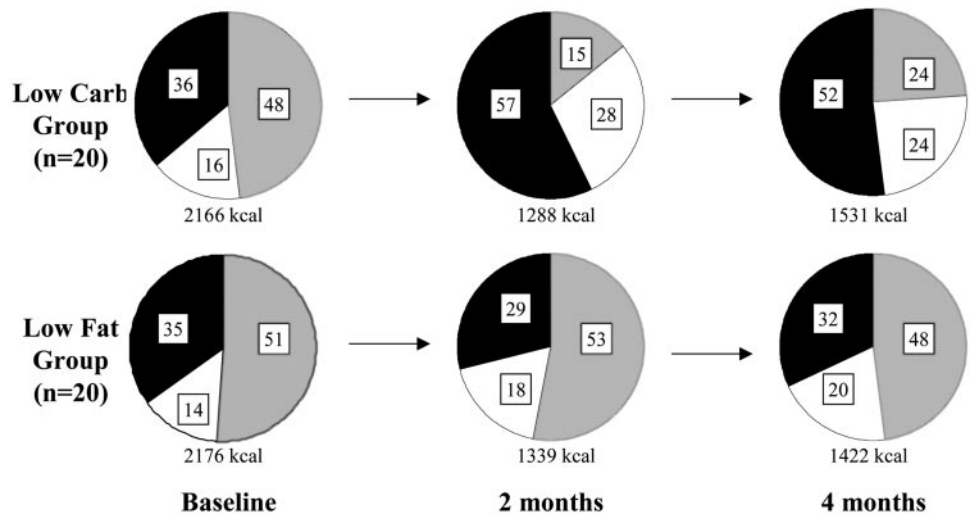 Low Carb
Group
(n=20)
36
48
16
2166 kcal
15
57
28
1288 kcal
24
52
24
1531 kcal
Low Fat
Group
(n=20)
35
51
14
2176 kcal
29
53
18
1339 kcal
32
48
20
1422 kcal
Baseline
2 months
4 months